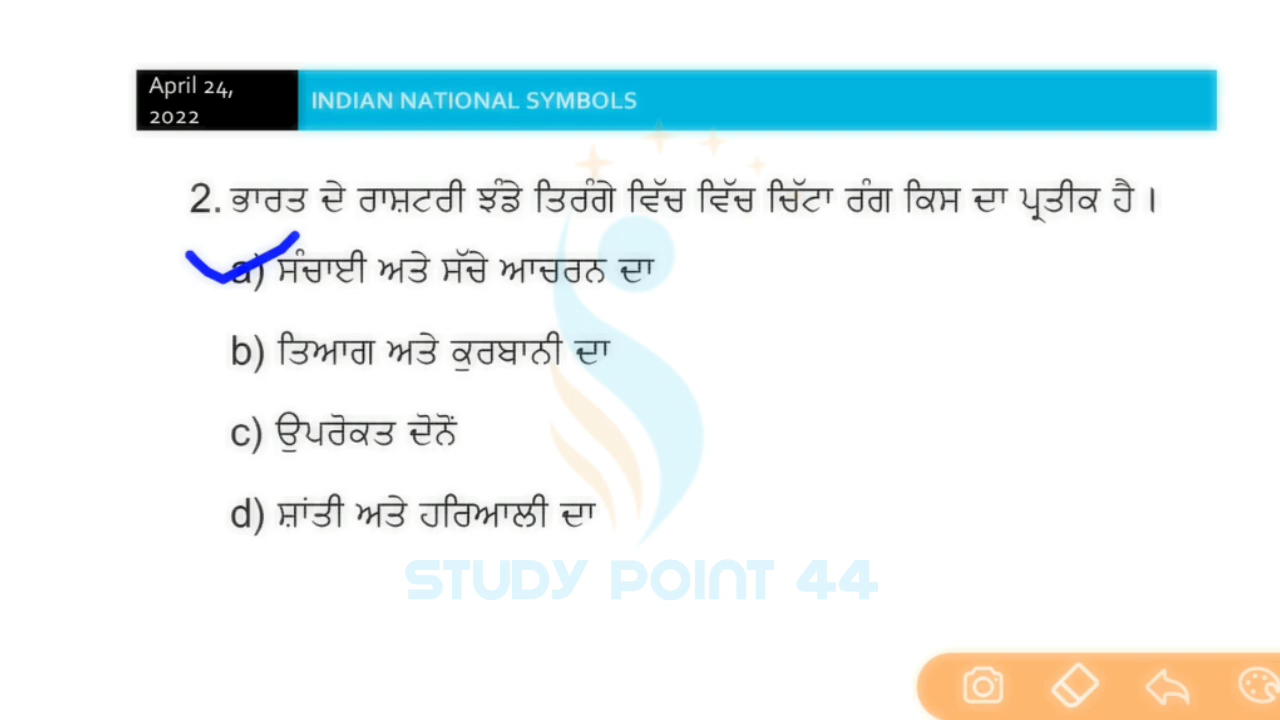 April 24,
2022
INDIAN NATIONAL SYMBOLS
2. ਭਾਰਤ ਦੇ ਰਾਸ਼ਟਰੀ ਝੰਡੇ ਤਿਰੰਗੇ ਵਿੱਚ ਵਿੱਚ ਚਿੱਟਾ ਰੰਗ ਕਿਸ ਦਾ ਪ੍ਰਤੀਕ ਹੈ ।
a) ਸੰਚਾਈ ਅਤੇ ਸੱਚੇ ਆਚਰਨ ਦਾ
b) ਤਿਆਗ ਅਤੇ ਕੁਰਬਾਨੀ ਦਾ
c) ਉਪਰੋਕਤ ਦੋਨੋਂ
d) ਸ਼ਾਂਤੀ ਅਤੇ ਹਰਿਆਲੀ ਦਾ
STUDY POINT 44